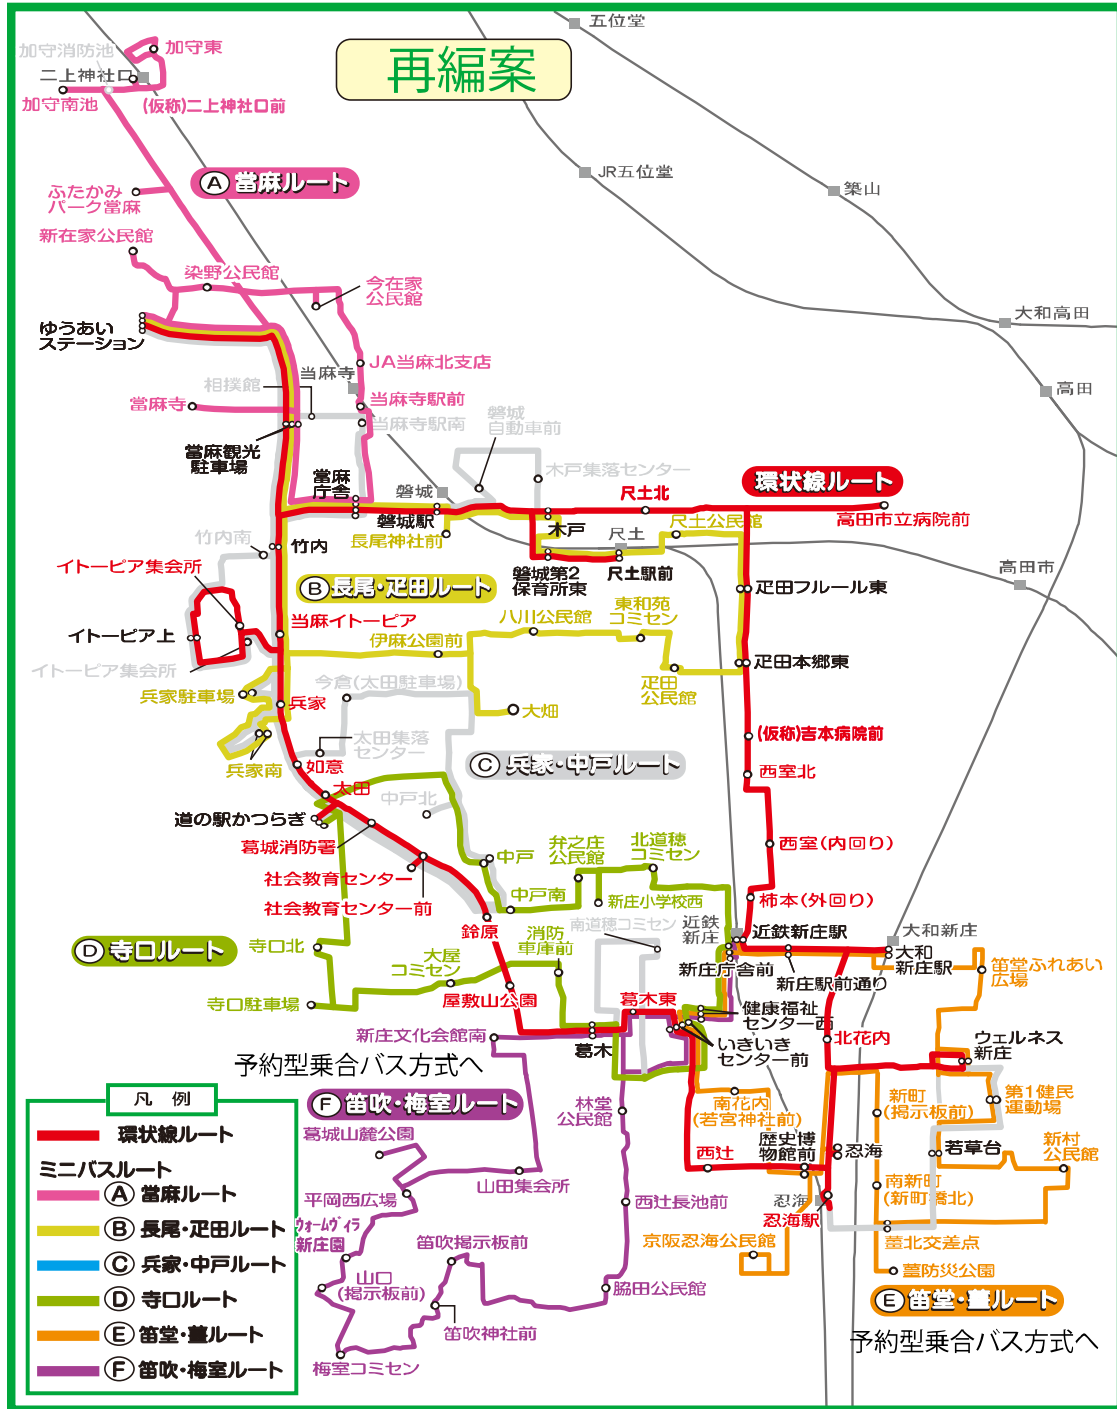 再編案
五位堂
加守消防池
加守東
二上神社口
加守南池
(仮称)二上神社口前
JR五位堂
築山
Ⓐ 當麻ルート
ふたかみ
パーク當麻
新在家公民館
染野公民館
今在家
公民館
大和高田
ゆうあい
ステーション
JA当麻北支店
当麻寺
相撲館
高田
當麻寺
当麻寺駅前
当麻寺駅南
磐城
自動車前
當麻観光
駐車場
木戸集落センター
當麻
庁舎
磐城
尺土北
環状線ルート
磐城駅
長尾神社前
木戸
尺土
尺土公民館
高田市立病院前
竹内南
竹内
イトーピア集会所
磐城第2
保育所東
尺土駅前
高田市
Ⓑ 長尾・疋田ルート
疋田フルール東
当麻イトーピア
八川公民館
東和苑
コミセン
イトーピア上
伊麻公園前
イトーピア集会所
疋田本郷東
今倉(太田駐車場)
疋田
公民館
兵家駐車場
兵家
大畑
太田集落
センター
(仮称)吉本病院前
兵家南
如意
Ⓒ 兵家・中戸ルート
西室北
太田
中戸北
道の駅かつらぎ
葛城消防署
中戸
弁之庄
公民館
北道穂
コミセン
西室(内回り)
社会教育センター
中戸南
新庄小学校西
柿本(外回り)
社会教育センター前
鈴原
消防
車庫前
南道穂コミセン
近鉄
新庄
近鉄新庄駅
大和新庄
Ⓓ 寺口ルート
寺口北
大屋
コミセン
新庄庁舎前
大和
新庄駅
新庄駅前通り
笛堂ふれあい
広場
寺口駐車場
屋敷山公園
葛木東
健康福祉
センター西
新庄文化会館南
葛木
いきいき
センター前
北花内
ウェルネス
新庄
予約型乗合バス方式へ
Ⓕ 笛吹・梅室ルート
林堂
公民館
南花内
(若宮神社前)
新町
(掲示板前)
第1健民
運動場
葛城山麓公園
西辻
歴史博
物館前
忍海
若草台
新村
公民館
平岡西広場
山田集会所
西辻長池前
忍海
忍海駅
南新町
(新町橋北)
ウォームヴィラ
新庄園
笛吹掲示板前
京阪忍海公民館
薑北交差点
山口
(掲示板前)
脇田公民館
薑防災公園
笛吹神社前
Ⓔ 笛堂・薑ルート
梅室コミセン
予約型乗合バス方式へ
凡 例
環状線ルート
ミニバスルート
Ⓐ 當麻ルート
Ⓑ 長尾・疋田ルート
Ⓒ 兵家・中戸ルート
Ⓓ 寺口ルート
Ⓔ 笛堂・薑ルート
Ⓕ 笛吹・梅室ルート